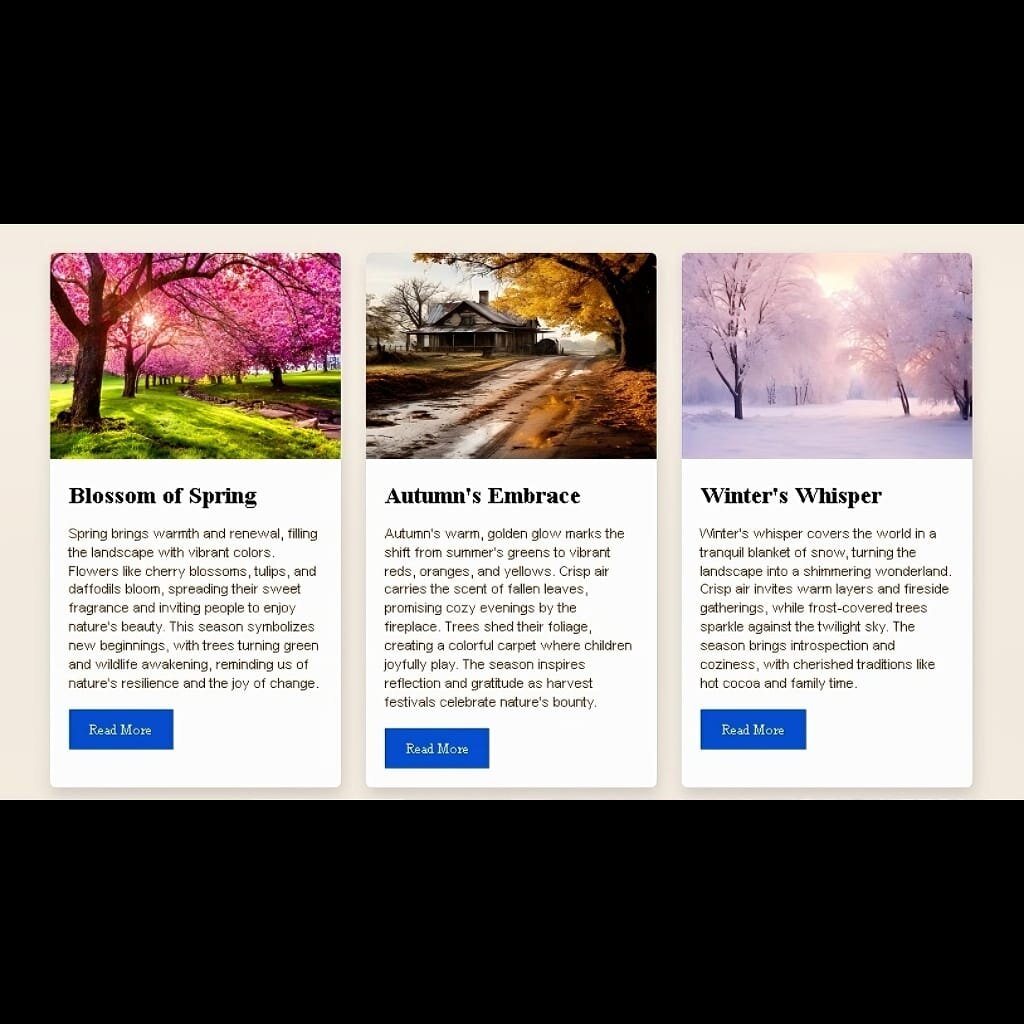 Blossom of Spring
Spring brings warmth and renewal, filling
the landscape with vibrant colors.
Flowers like cherry blossoms, tulips, and
daffodils bloom, spreading their sweet
fragrance and inviting people to enjoy
nature's beauty. This season symbolizes
new beginnings, with trees turning green
and wildlife awakening, reminding us of
nature's resilience and the joy of change.
Read More
Autumn's Embrace
Autumn's warm, golden glow marks the
shift from summer's greens to vibrant
reds, oranges, and yellows. Crisp air
carries the scent of fallen leaves,
promising cozy evenings by the
fireplace. Trees shed their foliage,
creating a colorful carpet where children
joyfully play. The season inspires
reflection and gratitude as harvest
festivals celebrate nature's bounty.
Read More
Winter's Whisper
Winter's whisper covers the world in a
tranquil blanket of snow, turning the
landscape into a shimmering wonderland.
Crisp air invites warm layers and fireside
gatherings, while frost-covered trees
sparkle against the twilight sky. The
season brings introspection and
coziness, with cherished traditions like
hot cocoa and family time.
Read More